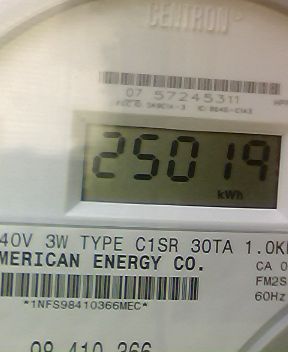 CENTRON
07 57245311
25019
kWh
40V 3W TYPE C1SR 30TA 1.0K
MERICAN ENERGY CO.
CA 0
FM2S
60Hz
*1NFS98410366MEC*
98 410 366